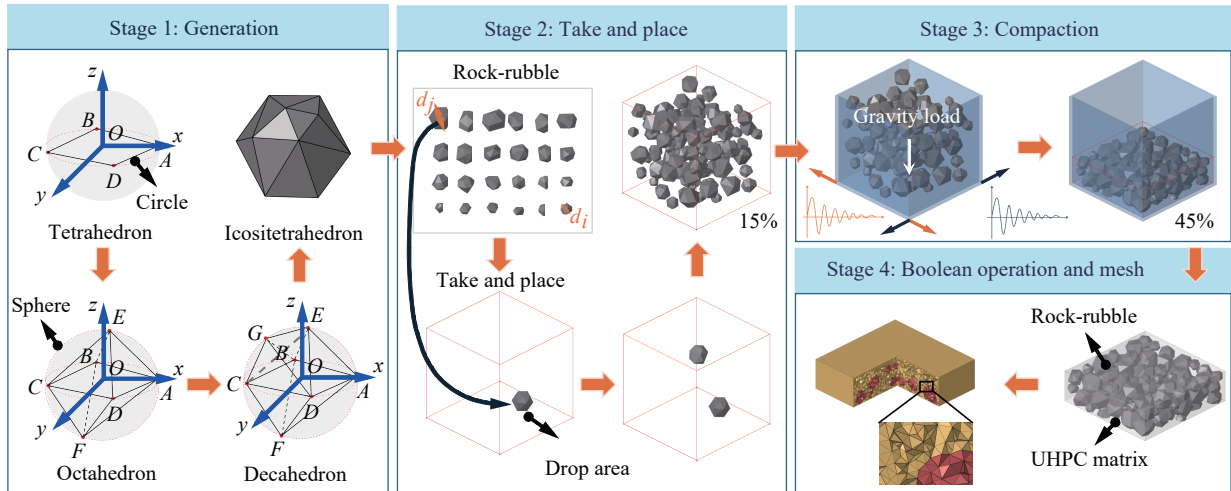 Stage 1: Generation
z
B
O
x
C
A
D
y
Circle
Tetrahedron
Icositetrahedron
Sphere
z
E
B
O
x
C
A
D
y
F
Octahedron
z
E
G
B
O
x
C
A
D
y
F
Decahedron
Stage 2: Take and place
Rock-rubble
dj
di
15%
Take and place
Drop area
Stage 3: Compaction
Gravity load
45%
Stage 4: Boolean operation and mesh
Rock-rubble
UHPC matrix